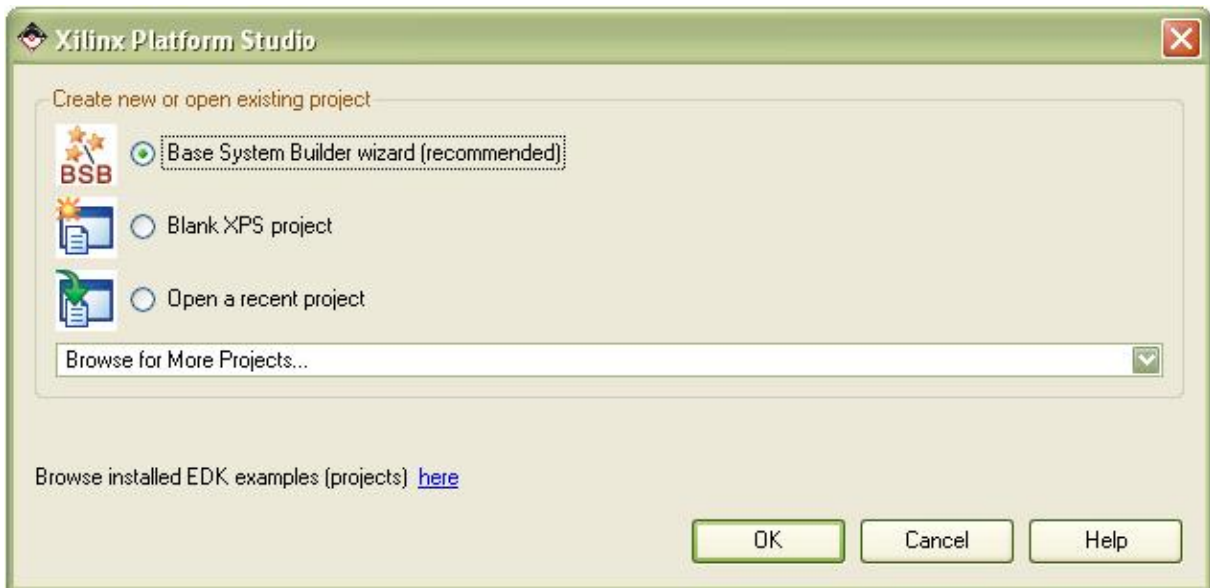 Xilinx Platform Studio
Create new or open existing project
BSB
Base System Builder wizard (recommended)
Blank XPS project
Open a recent project
Browse for More Projects...
Browse installed EDK examples (projects) here
OK Cancel Help